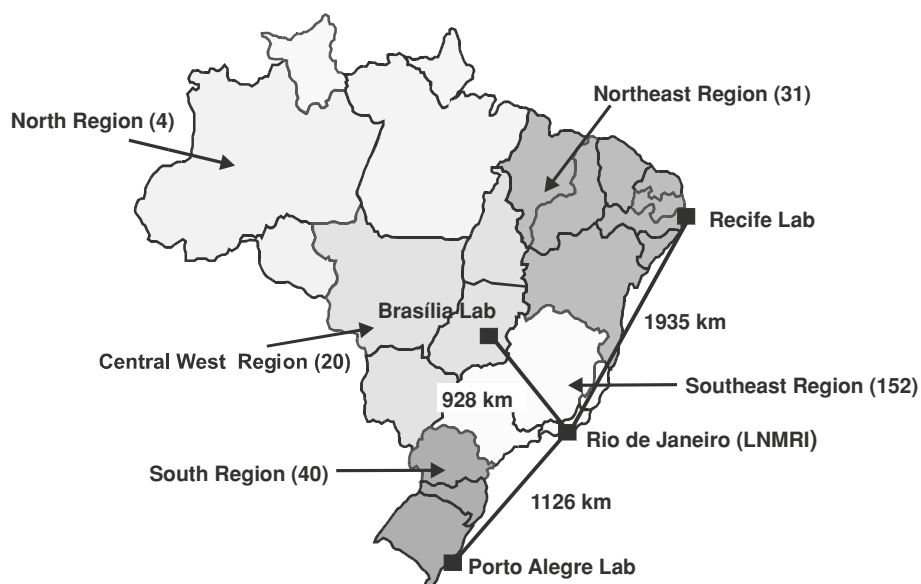 Northeast Region (31)
North Region (4)
Recife Lab
Brasília Lab
1935 km
Central West Region (20)
Southeast Region (152)
928 km
Rio de Janeiro (LNMRI)
South Region (40)
1126 km
Porto Alegre Lab